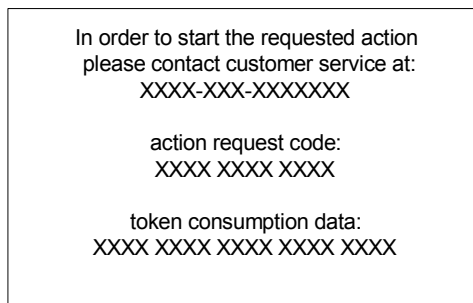 In order to start the requested action
please contact customer service at:
XXXX-XXX-XXXXXXX
action request code:
XXXX XXXX XXXX
token consumption data:
XXXX XXXX XXXX XXXX XXXX